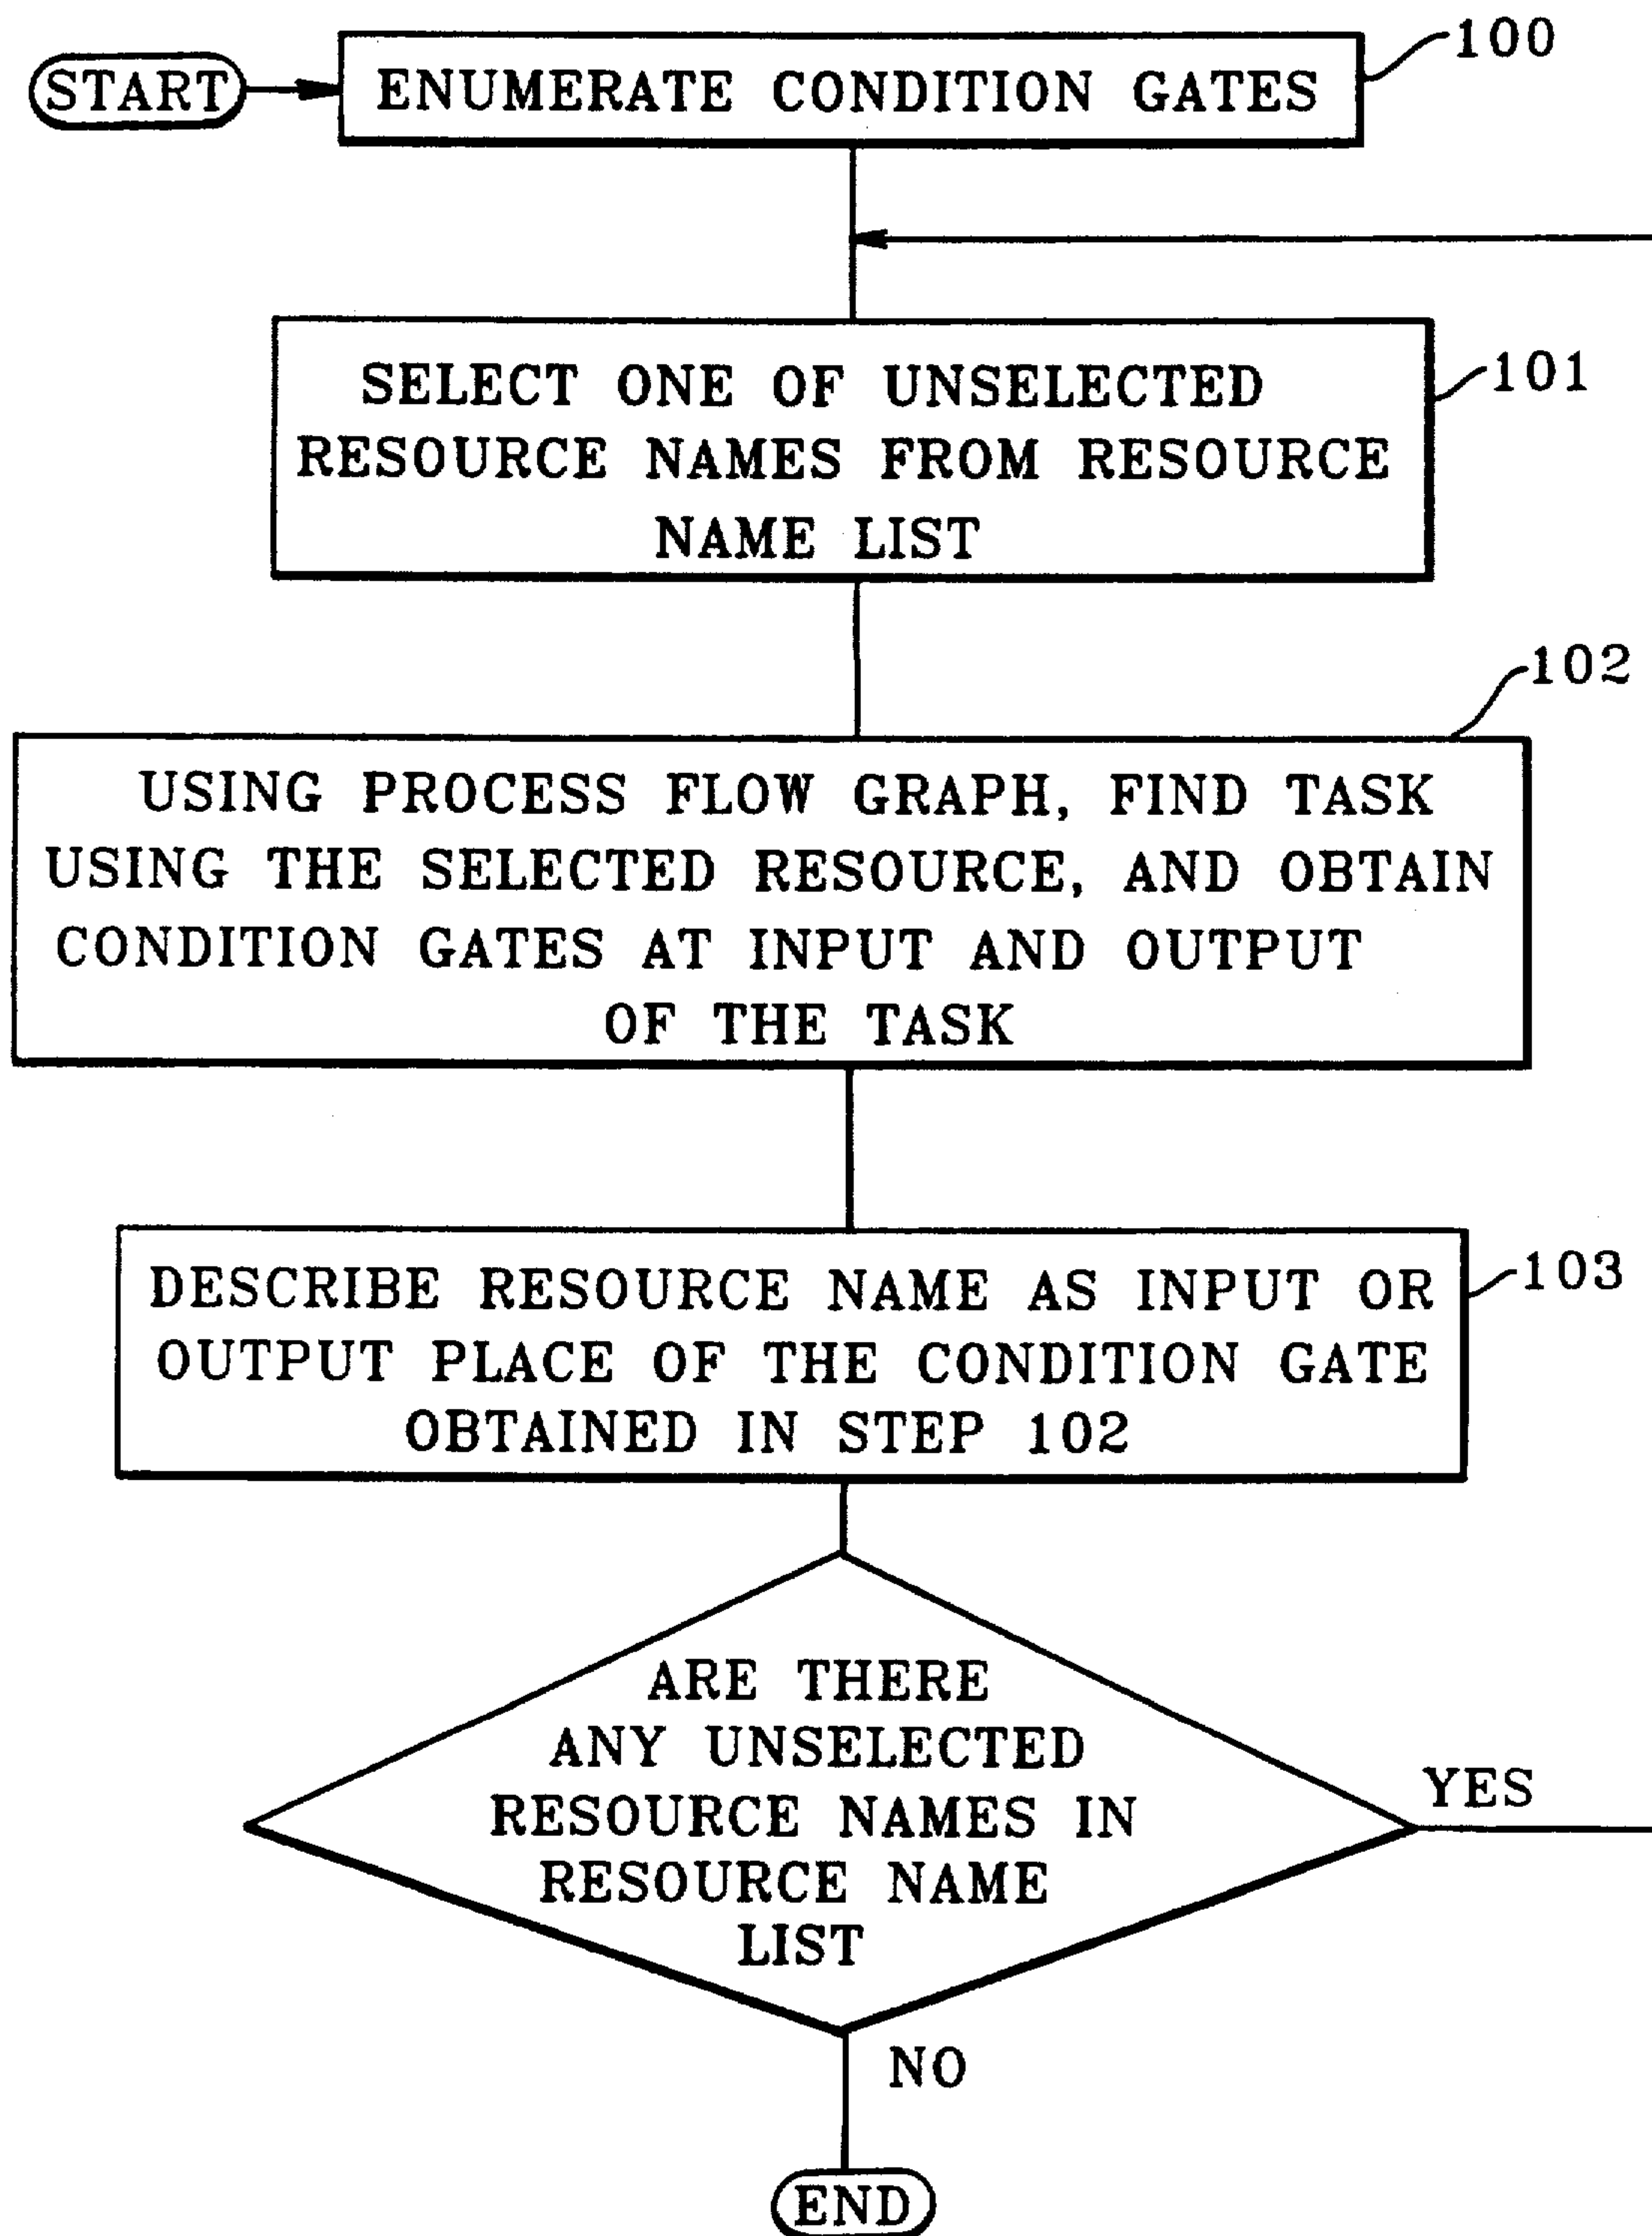 START
ENUMERATE CONDITION GATES
100
SELECT ONE OF UNSELECTED
RESOURCE NAMES FROM RESOURCE
NAME LIST
101
102
USING PROCESS FLOW GRAPH, FIND TASK
USING THE SELECTED RESOURCE, AND OBTAIN
CONDITION GATES AT INPUT AND OUTPUT
OF THE TASK
DESCRIBE RESOURCE NAME AS INPUT OR
OUTPUT PLACE OF THE CONDITION GATE
OBTAINED IN STEP 102
103
ARE THERE
ANY UNSELECTED
RESOURCE NAMES IN
RESOURCE NAME
LIST
YES
NO
END